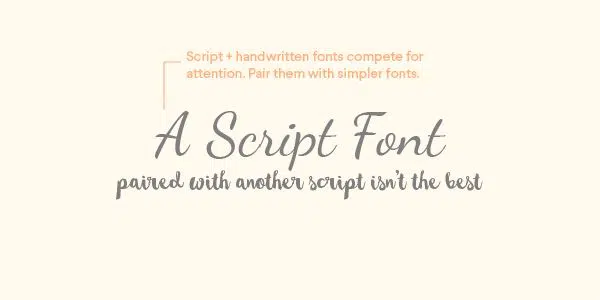 Script + handwritten fonts compete for
attention. Pair them with simpler fonts.
A Script Font
paired with another script isn't the best